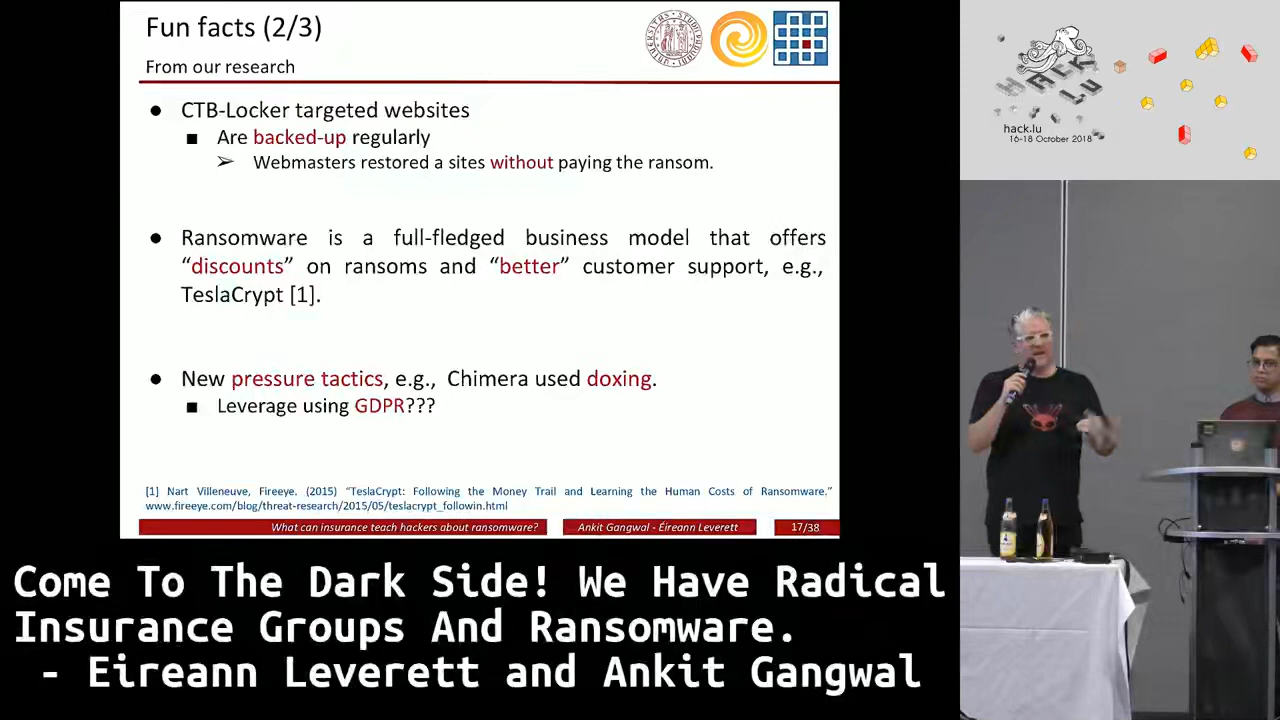 Fun facts (2/3)
From our research
● CTB-Locker targeted websites
■ Are backed-up regularly
➢ Webmasters restored a sites without paying the ransom.
● Ransomware is a full-fledged business model that offers
“discounts” on ransoms and “better” customer support, e.g.,
TeslaCrypt [1].
● New pressure tactics, e.g., Chimera used doxing.
■ Leverage using GDPR???
[1] Nart Villeneuve, Fireeye. (2015) “TeslaCrypt: Following the Money Trail and Learning the Human Costs of Ransomware.”
www.fireeye.com/blog/threat-research/2015/05/teslacrypt_followin.html
What can insurance teach hackers about ransomware?
Ankit Gangwal - Éireann Leverett
17/38
HACK
LU
hack.lu
16-18 October 2018
Come To The Dark Side! We Have Radical
Insurance Groups And Ransomware.
- Eireann Leverett and Ankit Gangwal